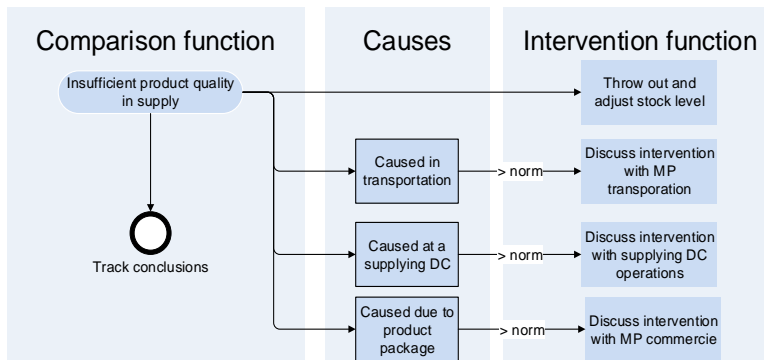 Comparison function
Causes
Intervention function
Insufficient product quality
in supply
Throw out and
adjust stock level
Caused in
transportation
> norm
Discuss intervention
with MP
transporation
Track conclusions
Caused at a
supplying DC
> norm
Discuss intervention
with supplying DC
operations
Caused due to
product
package
> norm
Discuss intervention
with MP commercie